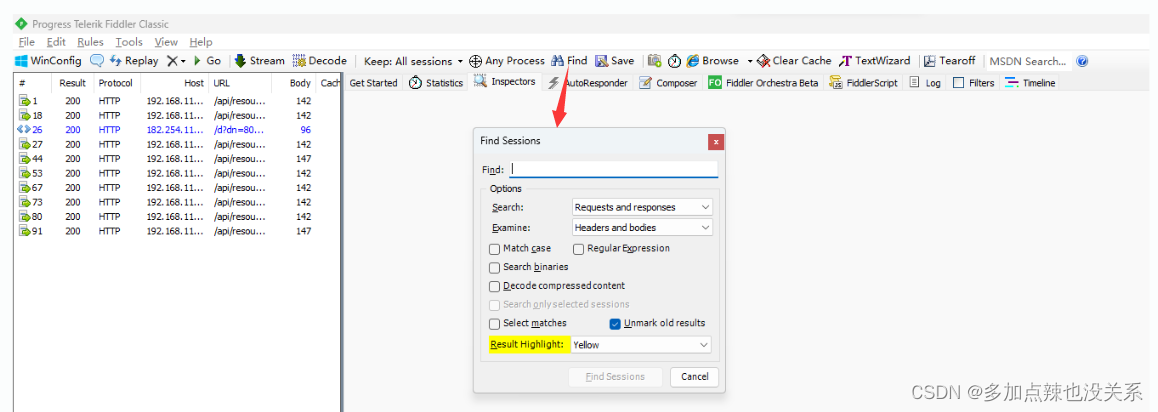 Progress Telerik Fiddler Classic
File Edit Rules Tools View Help
WinConfig Replay Go Stream Decode Keep: All sessions Any Process Find Save Browse Clear Cache TextWizard Tearoff MSDN Search...
# Result Protocol Host URL Body Cach
Get Started Statistics Inspectors AutoResponder Composer FO Fiddler Orchestra Beta FiddlerScript Log Filters Timeline
1 200 HTTP 192.168.11... /api/resou... 142
18 200 HTTP 192.168.11... /api/resou... 142
26 200 HTTP 182.254.11... /d?dn=80... 96
27 200 HTTP 192.168.11... /api/resou... 142
44 200 HTTP 192.168.11... /api/resou... 147
53 200 HTTP 192.168.11... /api/resou... 142
67 200 HTTP 192.168.11... /api/resou... 142
73 200 HTTP 192.168.11... /api/resou... 142
80 200 HTTP 192.168.11... /api/resou... 142
91 200 HTTP 192.168.11... /api/resou... 147
Find Sessions
Find:
Options
Search: Requests and responses
Examine: Headers and bodies
Match case Regular Expression
Search binaries
Decode compressed content
Search only selected sessions
Select matches Unmark old results
Result Highlight: Yellow
Find Sessions Cancel
CSDN @多加点辣也没关系